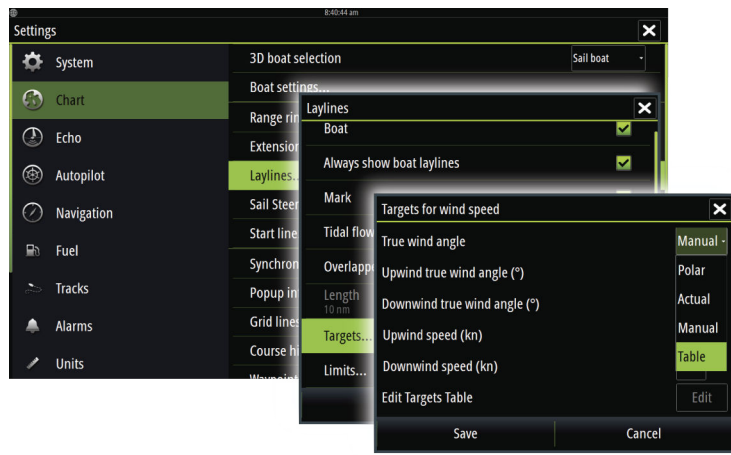 8:40:44 am
Settings
System
Chart
Echo
Autopilot
Navigation
Fuel
Tracks
Alarms
Units
3D boat selection
Sail boat
Boat settings...
Range rin
Extension
Laylines...
Sail Steer
Start line
Synchron
Popup in
Grid lines
Course hi
Laylines
Boat
Always show boat laylines
Mark
Tidal flow
Overlappe
Length
10 nm
Targets...
Limits...
Targets for wind speed
True wind angle
Manual
Upwind true wind angle (°)
Polar
Downwind true wind angle (°)
Actual
Upwind speed (kn)
Manual
Downwind speed (kn)
Table
Edit Targets Table
Edit
Save
Cancel